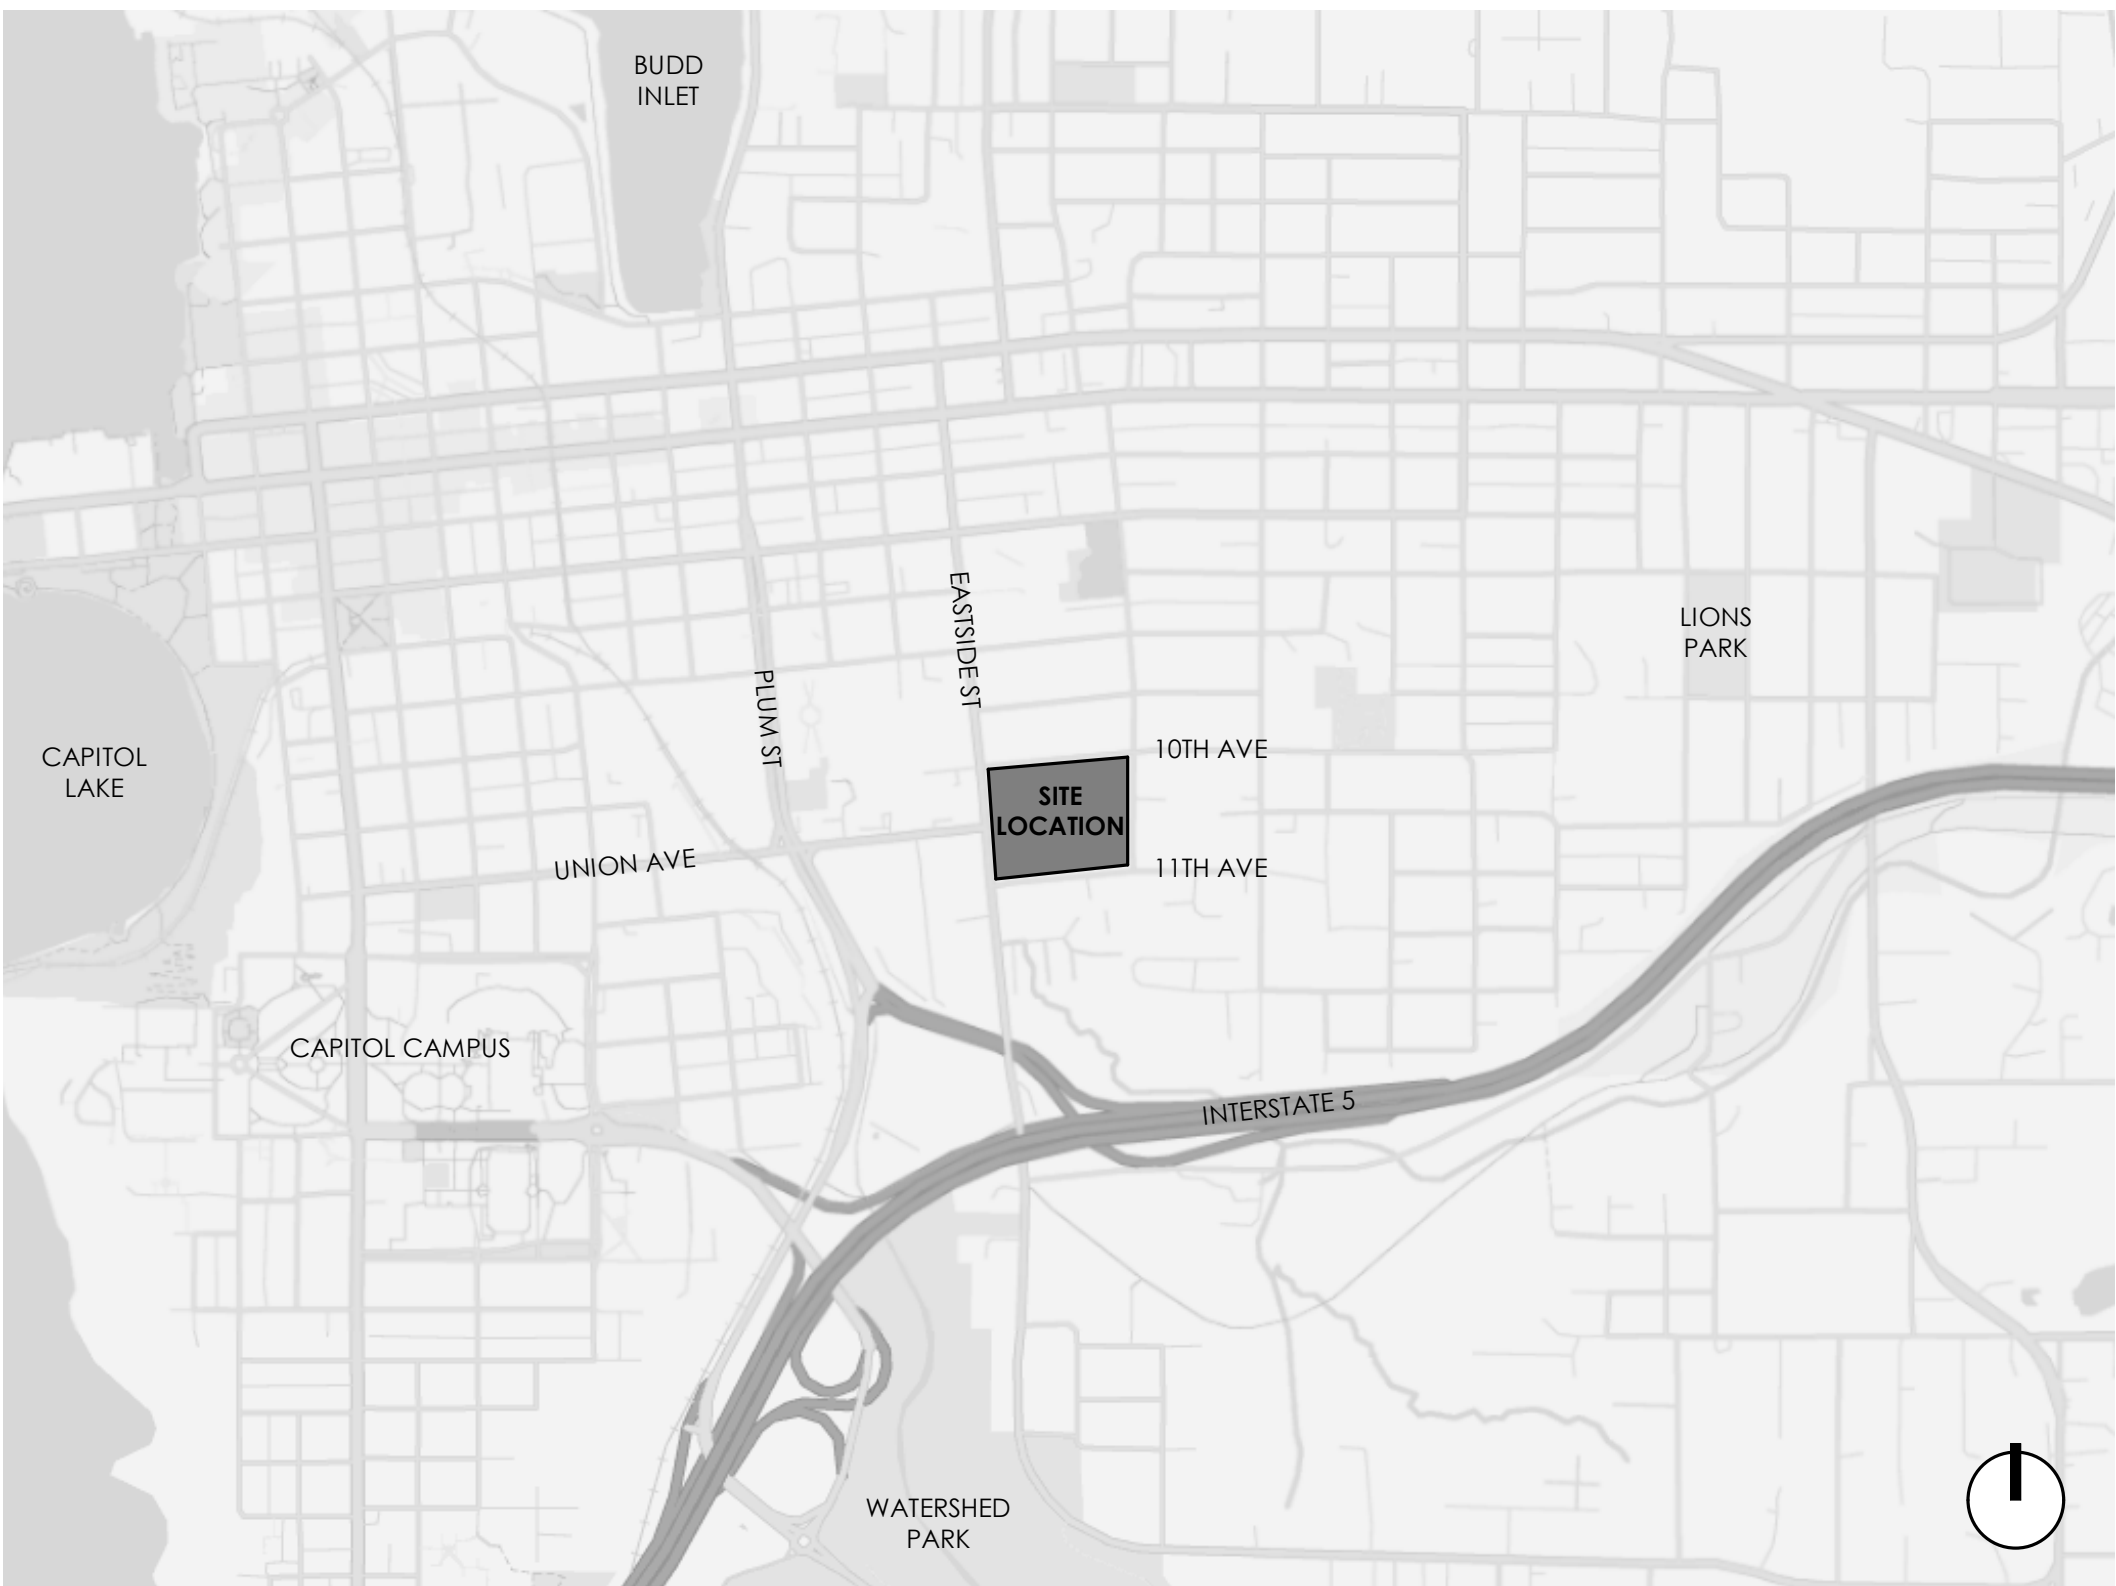 BUDD
INLET
EASTSIDE ST
LIONS
PARK
PLUM ST
CAPITOL
LAKE
10TH AVE
SITE
LOCATION
UNION AVE
11TH AVE
CAPITOL CAMPUS
INTERSTATE 5
WATERSHED
PARK